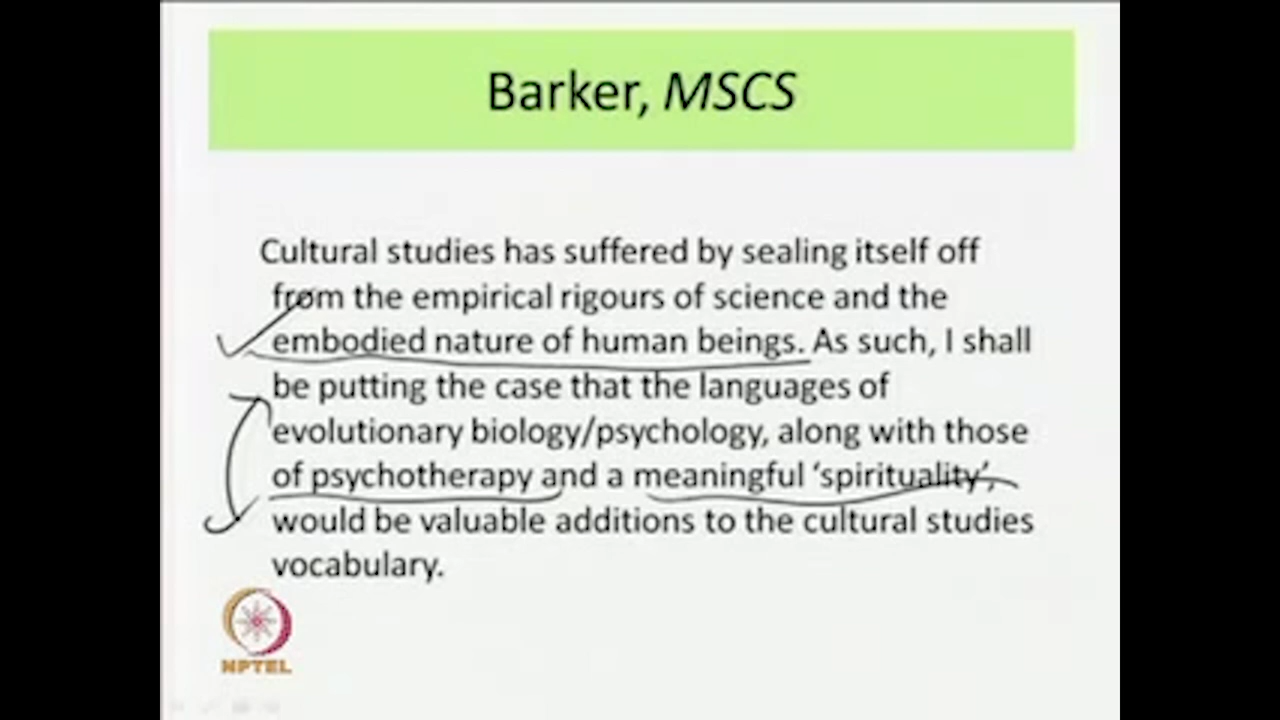 Barker, MSCS
Cultural studies has suffered by sealing itself off
from the empirical rigours of science and the
embodied nature of human beings. As such, I shall
be putting the case that the languages of
evolutionary biology/psychology, along with those
of psychotherapy and a meaningful ‘spirituality’,
would be valuable additions to the cultural studies
vocabulary.
NPTEL